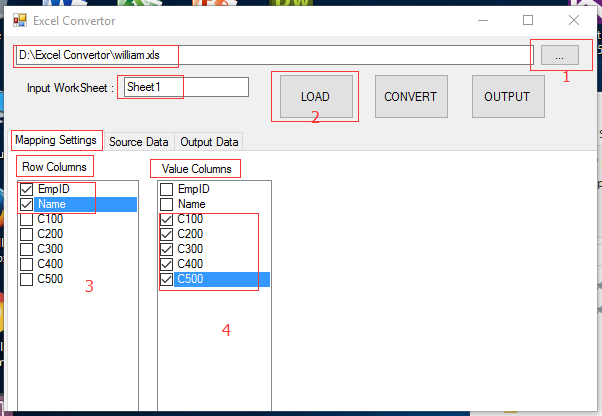 Excel Convertor
D:\Excel Convertor\william.xls
...
1
Input WorkSheet :
Sheet1
LOAD
2
CONVERT
OUTPUT
Mapping Settings
Source Data
Output Data
Row Columns
Value Columns
EmpID
Name
C100
C200
C300
C400
C500
3
EmpID
Name
C100
C200
C300
C400
C500
4